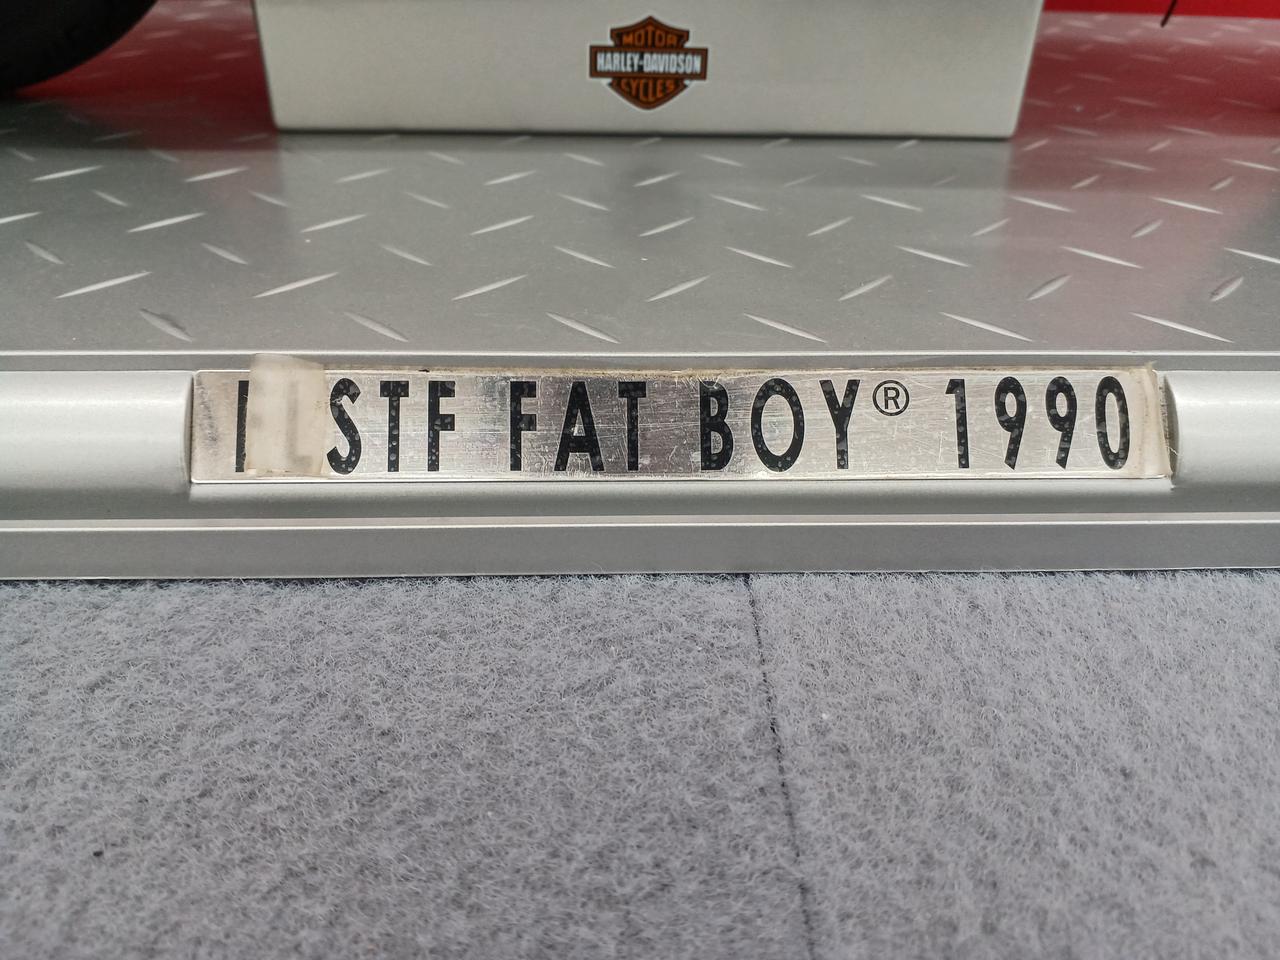 MOTOR
HARLEY-DAVIDSON
CYCLES
STF FAT BOY® 1990